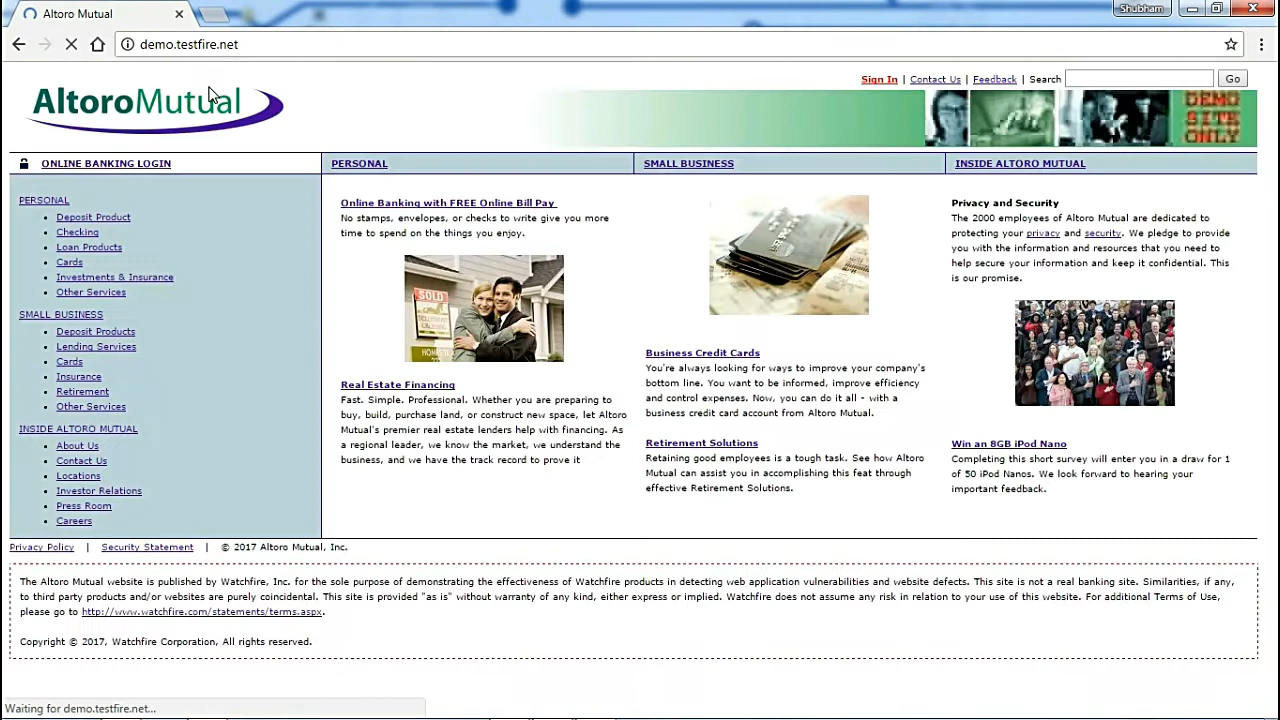 Altoro Mutual
Shubham
demo.testfire.net
AltoroMutual
Sign In | Contact Us | Feedback | Search
Go
DEMO
SITE
ONLY
ONLINE BANKING LOGIN
PERSONAL
SMALL BUSINESS
INSIDE ALTORO MUTUAL
PERSONAL
Deposit Product
Checking
Loan Products
Cards
Investments & Insurance
Other Services
SMALL BUSINESS
Deposit Products
Lending Services
Cards
Insurance
Retirement
Other Services
INSIDE ALTORO MUTUAL
About Us
Contact Us
Locations
Investor Relations
Press Room
Careers
Online Banking with FREE Online Bill Pay
No stamps, envelopes, or checks to write give you more
time to spend on the things you enjoy.
SOLD
Real Estate Financing
Fast. Simple. Professional. Whether you are preparing to
buy, build, purchase land, or construct new space, let Altoro
Mutual's premier real estate lenders help with financing. As
a regional leader, we know the market, we understand the
business, and we have the track record to prove it
Business Credit Cards
You're always looking for ways to improve your company's
bottom line. You want to be informed, improve efficiency
and control expenses. Now, you can do it all - with a
business credit card account from Altoro Mutual.
Retirement Solutions
Retaining good employees is a tough task. See how Altoro
Mutual can assist you in accomplishing this feat through
effective Retirement Solutions.
Privacy and Security
The 2000 employees of Altoro Mutual are dedicated to
protecting your privacy and security. We pledge to provide
you with the information and resources that you need to
help secure your information and keep it confidential. This
is our promise.
Win an 8GB iPod Nano
Completing this short survey will enter you in a draw for 1
of 50 iPod Nanos. We look forward to hearing your
important feedback.
Privacy Policy | Security Statement | © 2017 Altoro Mutual, Inc.
The Altoro Mutual website is published by Watchfire, Inc. for the sole purpose of demonstrating the effectiveness of Watchfire products in detecting web application vulnerabilities and website defects. This site is not a real banking site. Similarities, if any,
to third party products and/or websites are purely coincidental. This site is provided "as is" without warranty of any kind, either express or implied. Watchfire does not assume any risk in relation to your use of this website. For additional Terms of Use,
please go to http://www.watchfire.com/statements/terms.aspx.
Copyright © 2017, Watchfire Corporation, All rights reserved.
Waiting for demo.testfire.net...